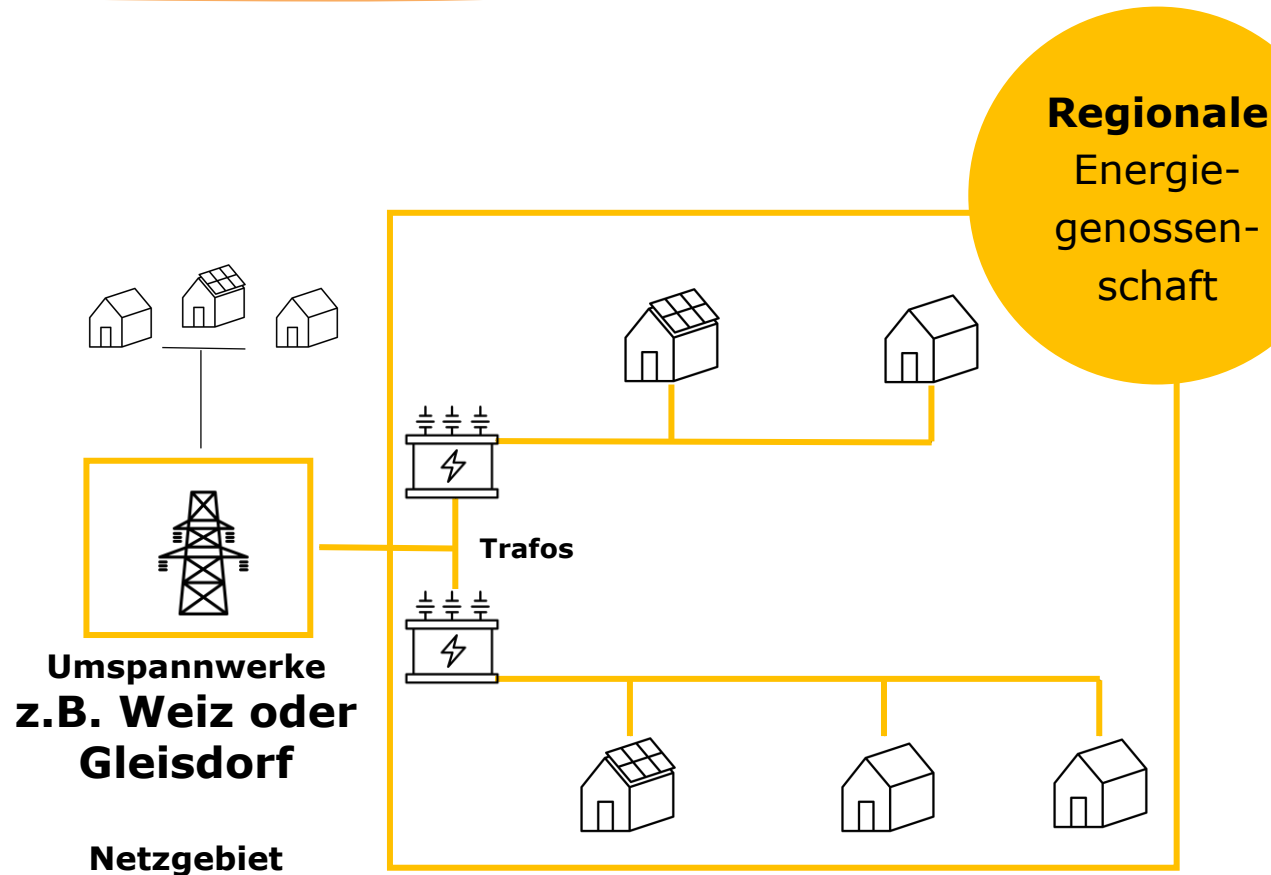 Regionale
Energie-
genossen-
schaft
Trafos
Umspannwerke
z.B. Weiz oder
Gleisdorf
Netzgebiet